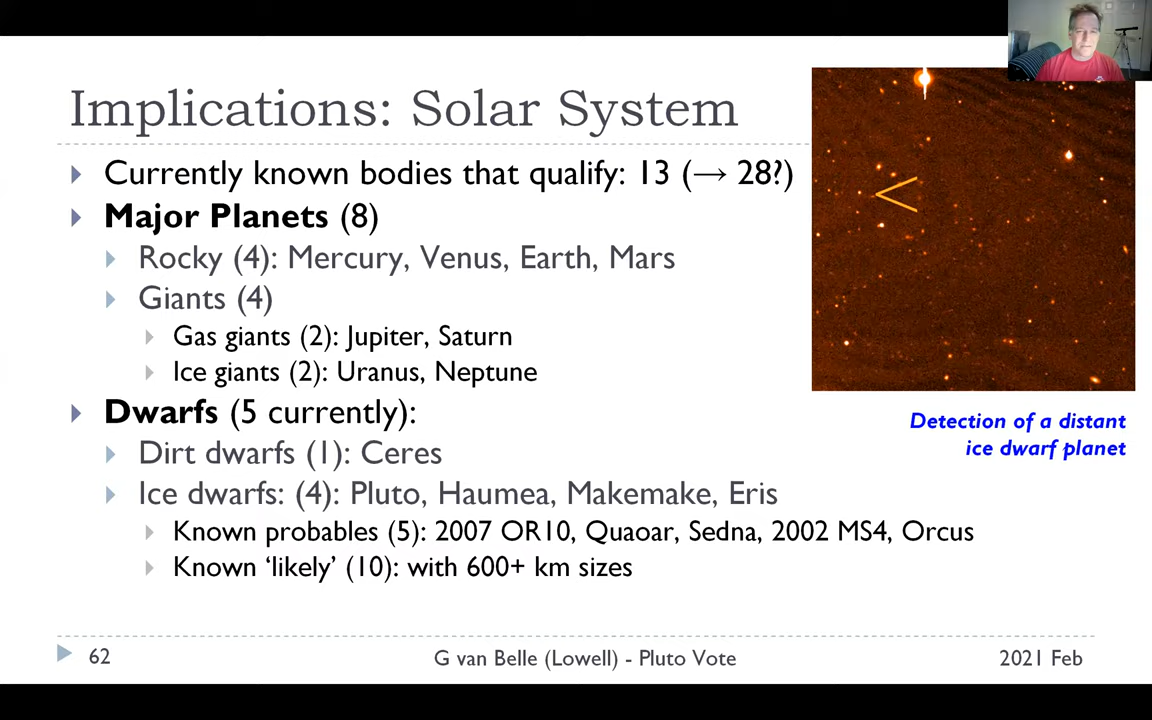 Implications: Solar System
Currently known bodies that qualify: 13 (→ 28?)
Major Planets (8)
Rocky (4): Mercury, Venus, Earth, Mars
Giants (4)
Gas giants (2): Jupiter, Saturn
Ice giants (2): Uranus, Neptune
Dwarfs (5 currently):
Dirt dwarfs (1): Ceres
Ice dwarfs: (4): Pluto, Haumea, Makemake, Eris
Known probables (5): 2007 OR10, Quaoar, Sedna, 2002 MS4, Orcus
Known ‘likely’ (10): with 600+ km sizes
Detection of a distant
ice dwarf planet
62
G van Belle (Lowell) - Pluto Vote
2021 Feb